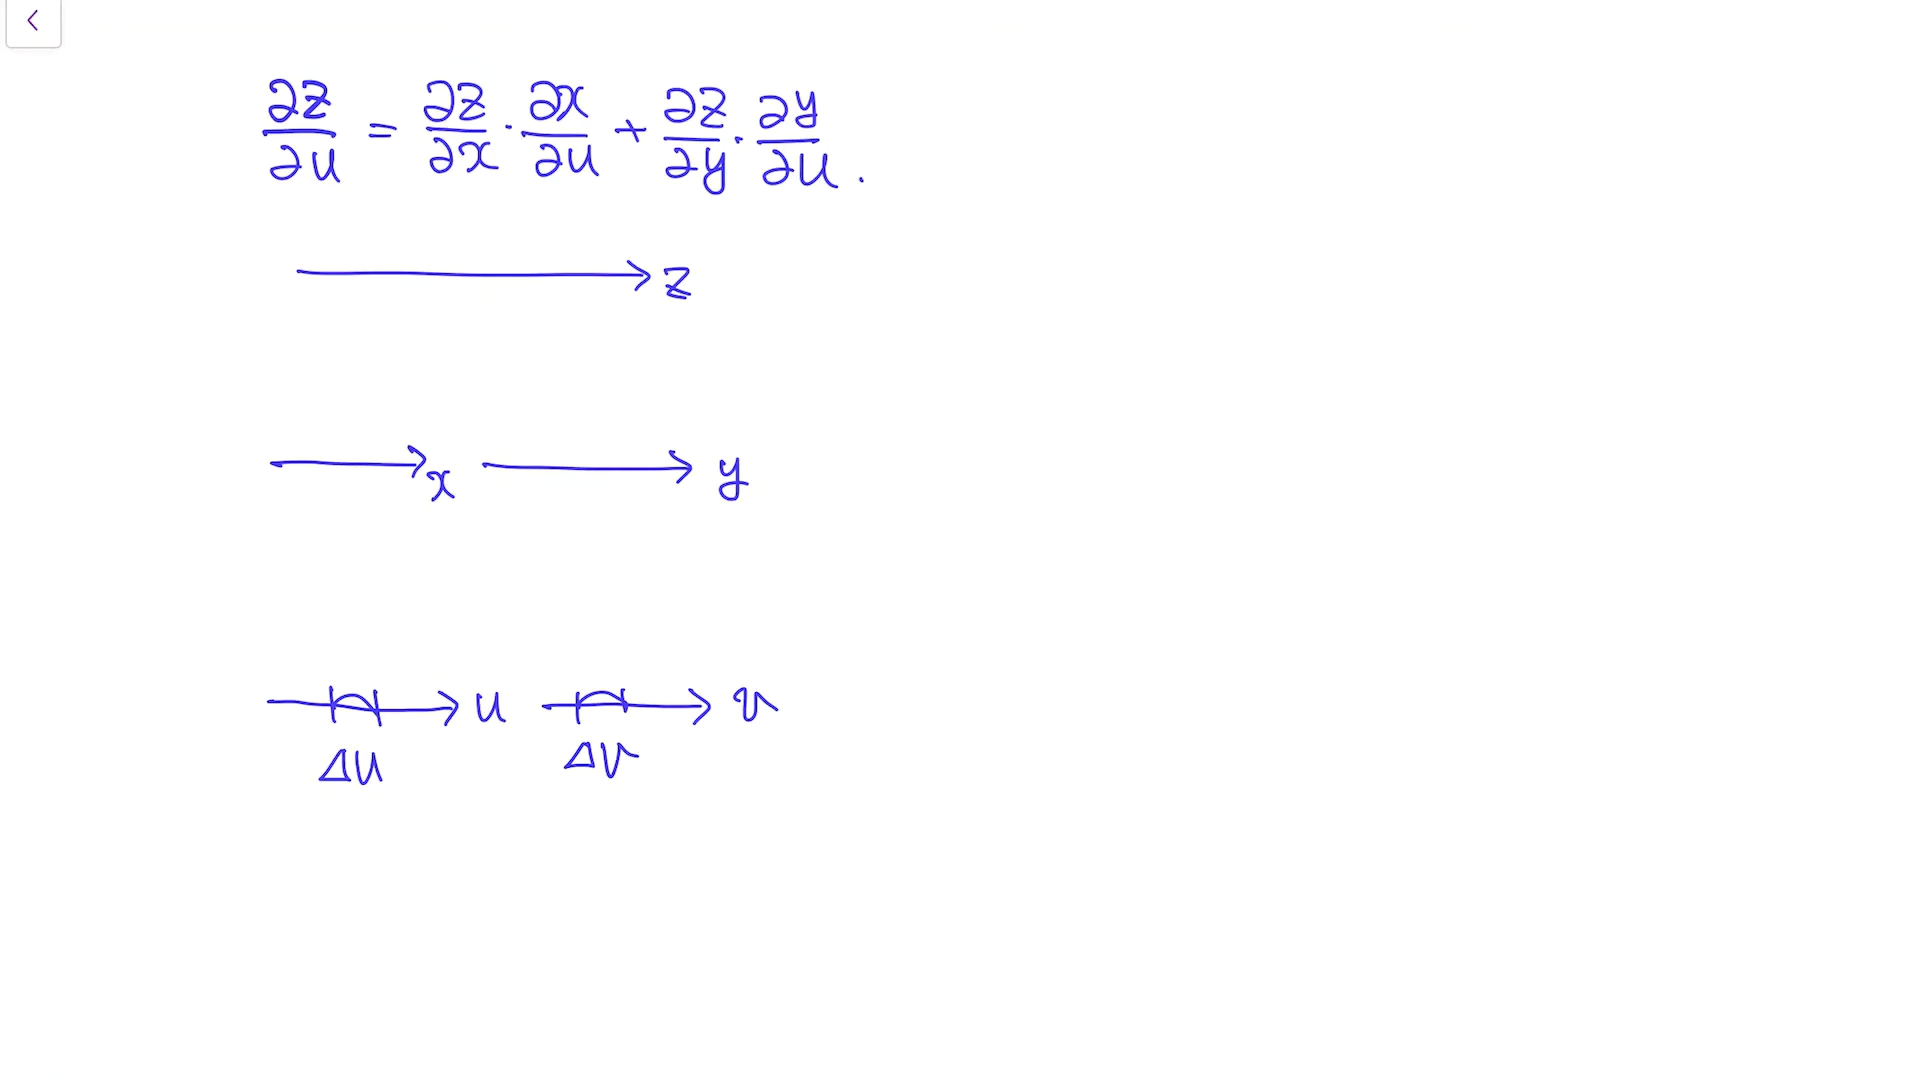 ∂z/∂u = ∂z/∂x · ∂x/∂u + ∂z/∂y · ∂y/∂u .
z
x y
u v
Δu Δv